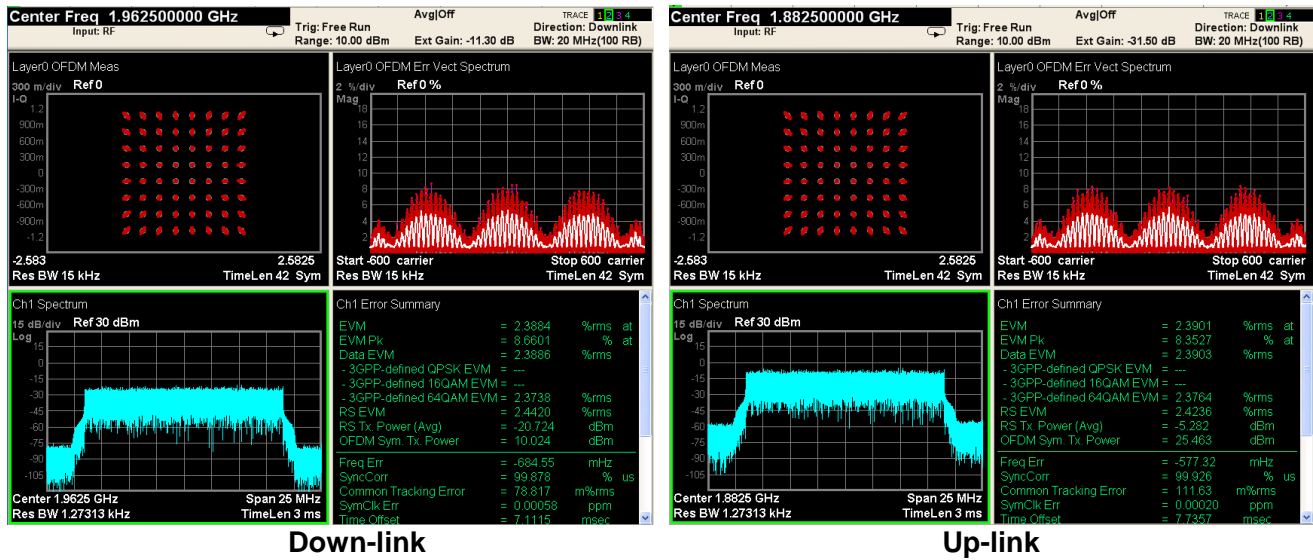 Center Freq 1.962500000 GHz
Input: RF
Trig: Free Run
Range: 10.00 dBm
Avg|Off
Ext Gain: -11.30 dB
TRACE 1 2 3 4
Direction: Downlink
BW: 20 MHz(100 RB)
Layer0 OFDM Meas
300 m/div Ref 0
I-Q
1.2
900m
600m
300m
0
-300m
-600m
-900m
-1.2
-2.583 2.5825
Res BW 15 kHz TimeLen 42 Sym
Layer0 OFDM Err Vect Spectrum
2 %/div Ref 0 %
Mag
18
16
14
12
10
8
6
4
2
Start -600 carrier Stop 600 carrier
Res BW 15 kHz TimeLen 42 Sym
Ch1 Spectrum
15 dB/div Ref 30 dBm
Log
15
0
-15
-30
-45
-60
-75
-90
-105
Center 1.9625 GHz Span 25 MHz
Res BW 1.27313 kHz TimeLen 3 ms
Ch1 Error Summary
EVM = 2.3884 %rms at
EVM Pk = 8.6601 % at
Data EVM = 2.3886 %rms
- 3GPP-defined QPSK EVM = ---
- 3GPP-defined 16QAM EVM = ---
- 3GPP-defined 64QAM EVM = 2.3738 %rms
RS EVM = 2.4420 %rms
RS Tx. Power (Avg) = -20.724 dBm
OFDM Sym. Tx. Power = 10.024 dBm
Freq Err = -684.55 mHz
SyncCorr = 99.878 % us
Common Tracking Error = 78.817 m%rms
SymClk Err = 0.00058 ppm
Time Offset = 7.1115 msec
Down-link
Center Freq 1.882500000 GHz
Input: RF
Trig: Free Run
Range: 10.00 dBm
Avg|Off
Ext Gain: -31.50 dB
TRACE 1 2 3 4
Direction: Downlink
BW: 20 MHz(100 RB)
Layer0 OFDM Meas
300 m/div Ref 0
I-Q
1.2
900m
600m
300m
0
-300m
-600m
-900m
-1.2
-2.583 2.5825
Res BW 15 kHz TimeLen 42 Sym
Layer0 OFDM Err Vect Spectrum
2 %/div Ref 0 %
Mag
18
16
14
12
10
8
6
4
2
Start -600 carrier Stop 600 carrier
Res BW 15 kHz TimeLen 42 Sym
Ch1 Spectrum
15 dB/div Ref 30 dBm
Log
15
0
-15
-30
-45
-60
-75
-90
-105
Center 1.8825 GHz Span 25 MHz
Res BW 1.27313 kHz TimeLen 3 ms
Ch1 Error Summary
EVM = 2.3901 %rms at
EVM Pk = 8.3527 % at
Data EVM = 2.3903 %rms
- 3GPP-defined QPSK EVM = ---
- 3GPP-defined 16QAM EVM = ---
- 3GPP-defined 64QAM EVM = 2.3764 %rms
RS EVM = 2.4236 %rms
RS Tx. Power (Avg) = -5.282 dBm
OFDM Sym. Tx. Power = 25.463 dBm
Freq Err = -577.32 mHz
SyncCorr = 99.926 % us
Common Tracking Error = 111.63 m%rms
SymClk Err = 0.00020 ppm
Time Offset = 7.7357 msec
Up-link